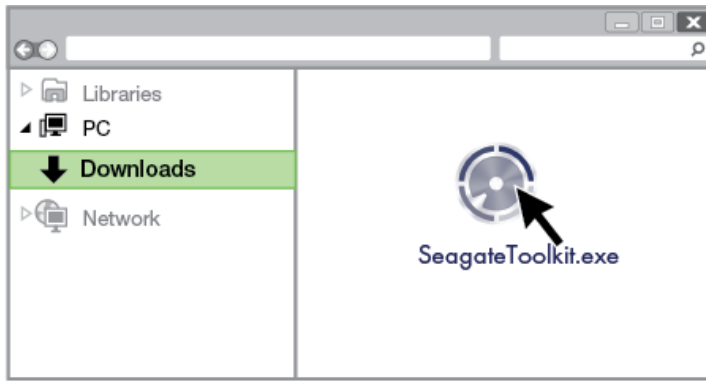 Libraries
PC
Downloads
Network
SeagateToolkit.exe